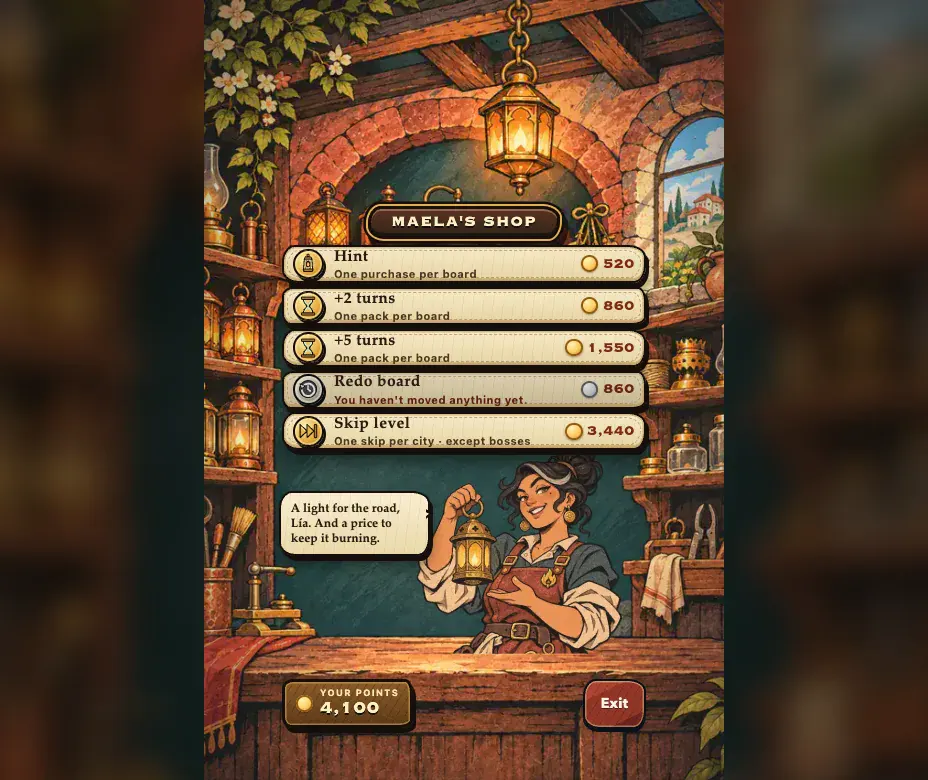 MAELA'S SHOP
Hint
One purchase per board
520
+2 turns
One pack per board
860
+5 turns
One pack per board
1,550
Redo board
You haven't moved anything yet.
860
Skip level
One skip per city · except bosses
3,440
A light for the road,
Lía. And a price to
keep it burning.
YOUR POINTS
4,100
Exit